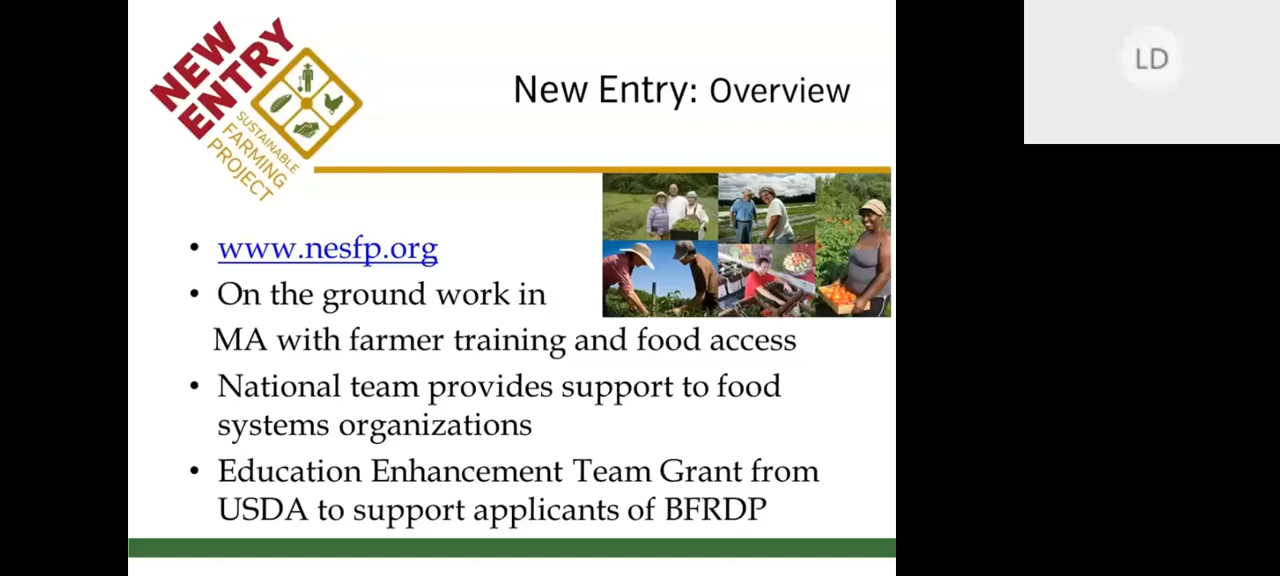 NEW
ENTRY
SUSTAINABLE
FARMING
PROJECT
New Entry: Overview
LD
• www.nesfp.org
• On the ground work in
MA with farmer training and food access
• National team provides support to food
systems organizations
• Education Enhancement Team Grant from
USDA to support applicants of BFRDP